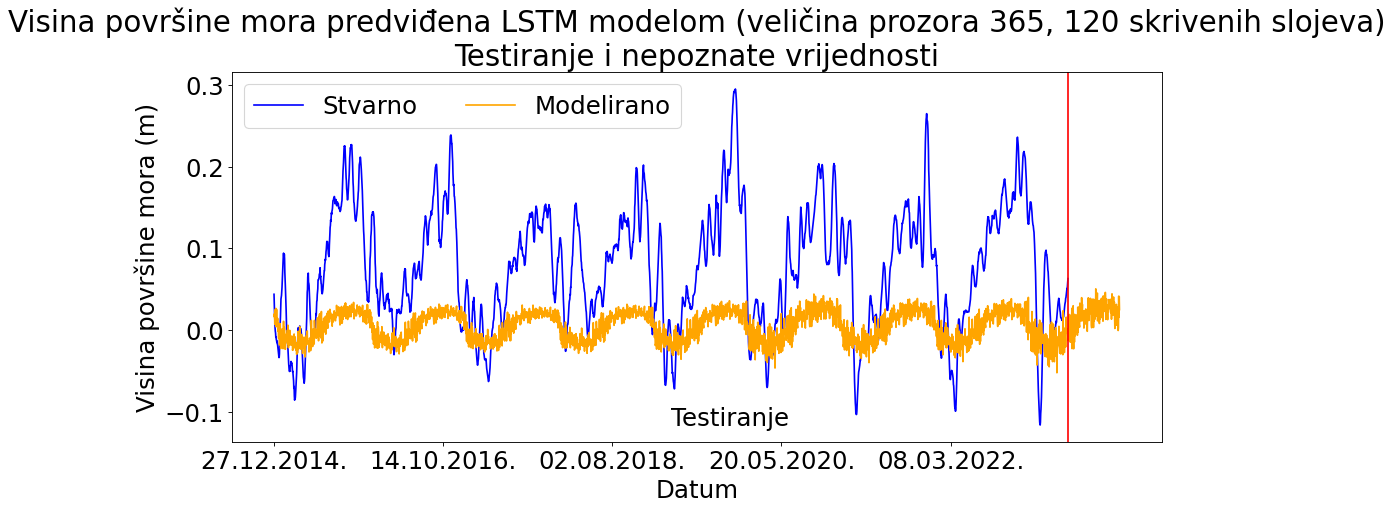 Visina površine mora predviđena LSTM modelom (veličina prozora 365, 120 skrivenih slojeva)
Testiranje i nepoznate vrijednosti
Stvarno Modelirano
Visina površine mora (m)
0.3
0.2
0.1
0.0
−0.1
Testiranje
27.12.2014. 14.10.2016. 02.08.2018. 20.05.2020. 08.03.2022.
Datum